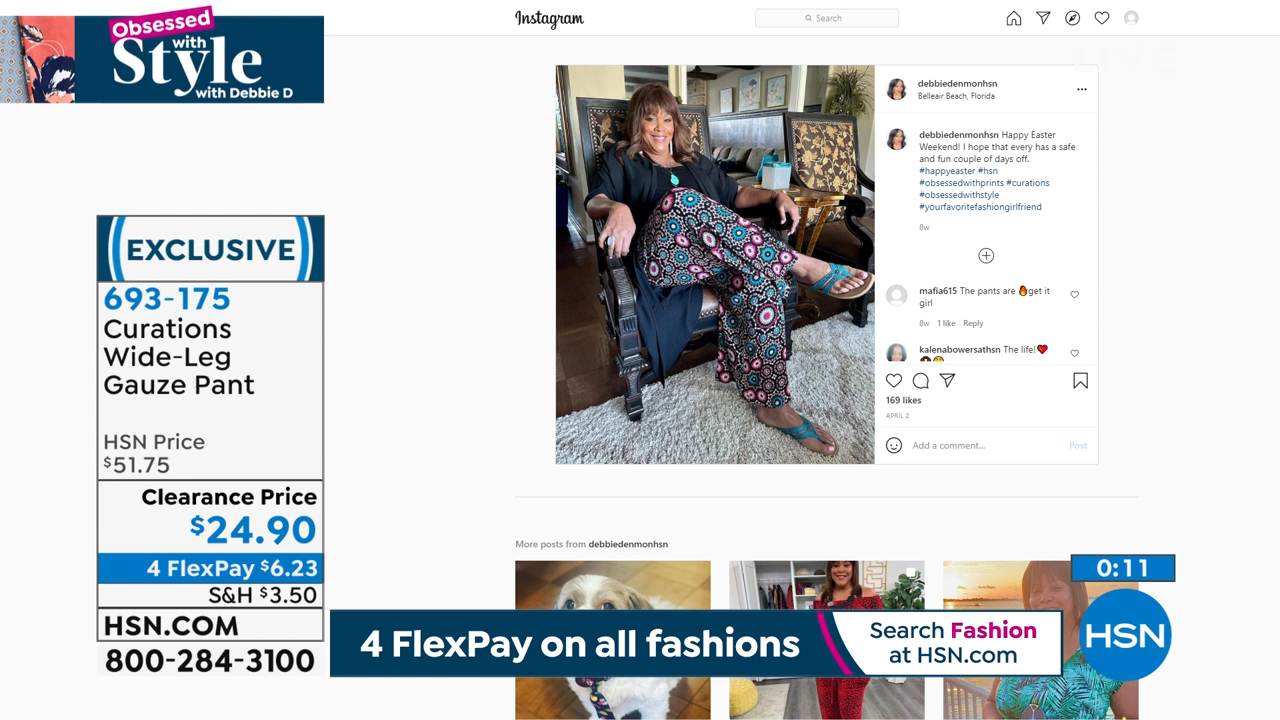 Obsessed
with
Style
with Debbie D
Instagram
Search
LIVE
EXCLUSIVE
693-175
Curations
Wide-Leg
Gauze Pant
HSN Price
$51.75
Clearance Price
$24.90
4 FlexPay $6.23
S&H $3.50
HSN.COM
800-284-3100
debbiedenmonhsn
Belleair Beach, Florida
debbiedenmonhsn Happy Easter
Weekend! I hope that every has a safe
and fun couple of days off.
#happyeaster #hsn
#obsessedwithprints #curations
#obsessedwithstyle
#yourfavoritefashiongirlfriend
8w
mafia615 The pants are 🔥get it
girl
8w 1 like Reply
kalenabowersathsn The life!❤️
169 likes
APRIL 2
Add a comment... Post
More posts from debbiedenmonhsn
0:11
4 FlexPay on all fashions
Search Fashion
at HSN.com
HSN